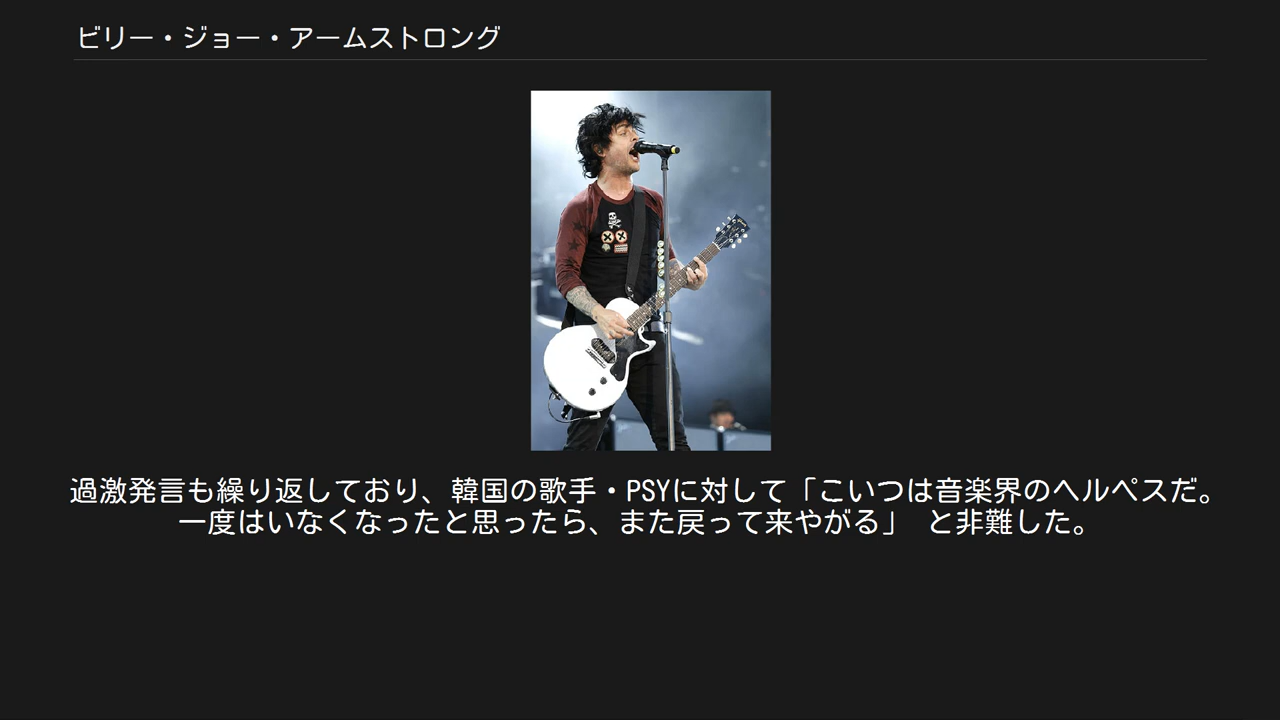 ビリー・ジョー・アームストロング
過激発言も繰り返しており、韓国の歌手・PSYに対して「こいつは音楽界のヘルペスだ。
一度はいなくなったと思ったら、また戻って来やがる」 と非難した。